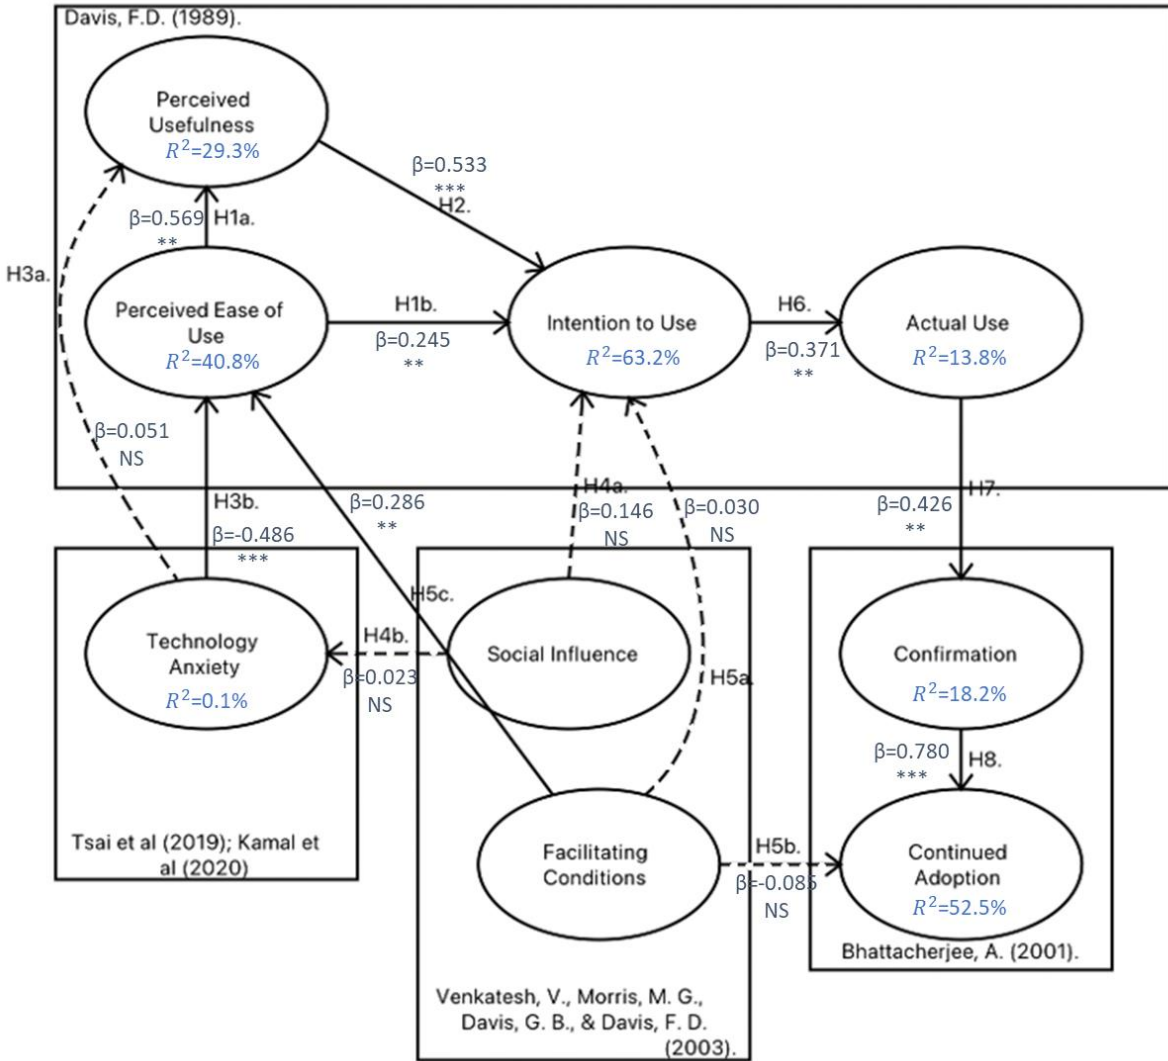 Davis, F.D. (1989).
Perceived
Usefulness
R²=29.3%
β=0.533
***
H2.
β=0.569
**
H1a.
H3a.
Perceived Ease of
Use
R²=40.8%
H1b.
β=0.245
**
Intention to Use
R²=63.2%
H6.
β=0.371
**
Actual Use
R²=13.8%
β=0.051
NS
H3b.
β=-0.486
***
β=0.286
**
H5c.
H4a.
β=0.146
NS
β=0.030
NS
H5a.
H7.
β=0.426
**
Technology
Anxiety
R²=0.1%
H4b.
β=0.023
NS
Social Influence
Confirmation
R²=18.2%
β=0.780
***
H8.
Tsai et al (2019); Kamal et
al (2020)
Facilitating
Conditions
H5b.
β=-0.085
NS
Continued
Adoption
R²=52.5%
Bhattacherjee, A. (2001).
Venkatesh, V., Morris, M. G.,
Davis, G. B., & Davis, F. D.
(2003).